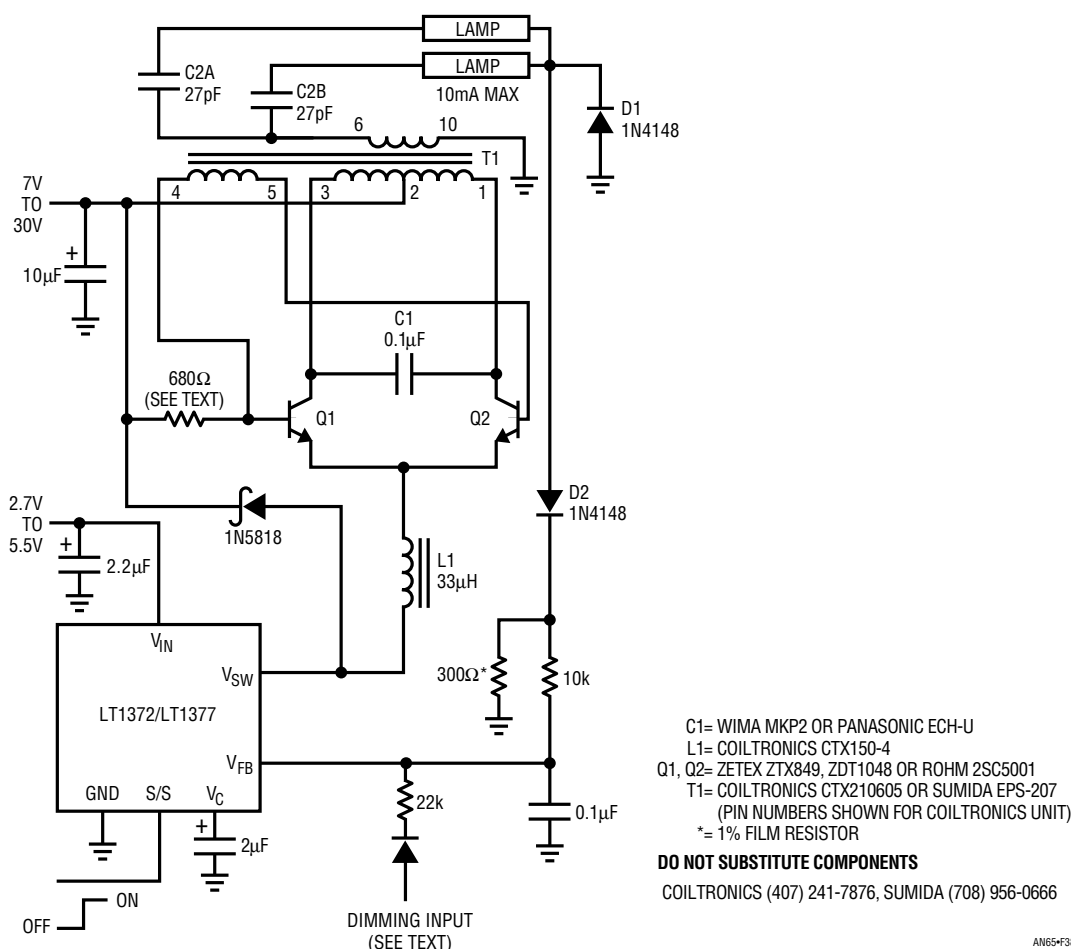 LAMP
C2A
27pF
LAMP
C2B
27pF
10mA MAX
D1
1N4148
6
10
T1
7V
TO
30V
4
5
3
2
1
+
10µF
C1
0.1µF
680Ω
(SEE TEXT)
Q1
Q2
D2
1N4148
2.7V
TO
5.5V
1N5818
+
2.2µF
L1
33µH
VIN
VSW
300Ω*
10k
LT1372/LT1377
VFB
GND
S/S
VC
22k
0.1µF
+
2µF
ON
OFF
DIMMING INPUT
(SEE TEXT)
C1= WIMA MKP2 OR PANASONIC ECH-U
L1= COILTRONICS CTX150-4
Q1, Q2= ZETEX ZTX849, ZDT1048 OR ROHM 2SC5001
T1= COILTRONICS CTX210605 OR SUMIDA EPS-207
(PIN NUMBERS SHOWN FOR COILTRONICS UNIT)
*= 1% FILM RESISTOR
DO NOT SUBSTITUTE COMPONENTS
COILTRONICS (407) 241-7876, SUMIDA (708) 956-0666